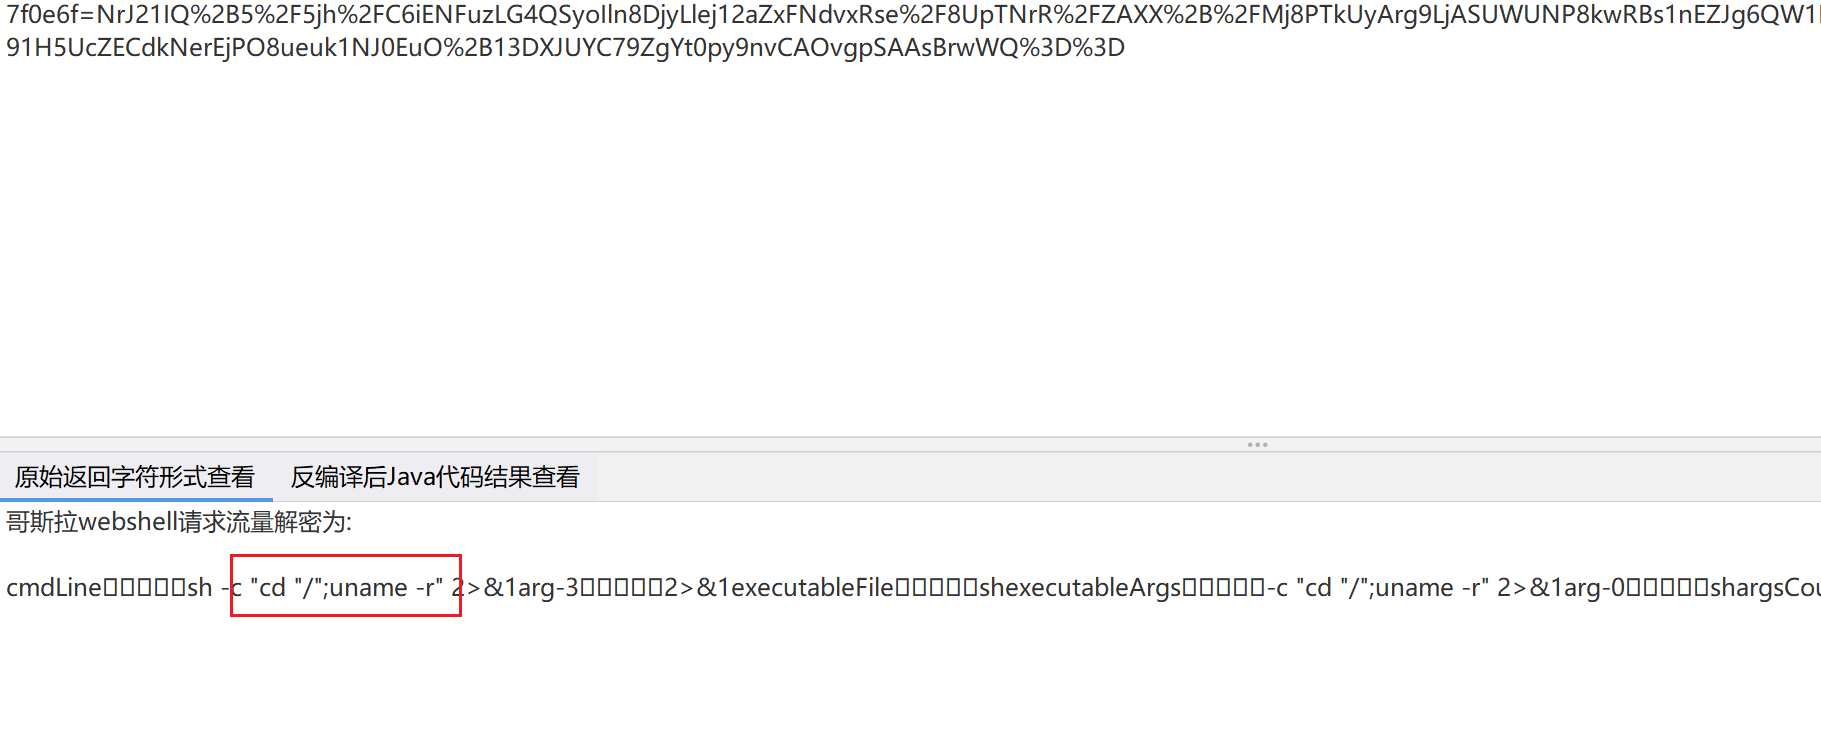 7f0e6f=NrJ21IQ%2B5%2F5jh%2FC6iENFuzLG4QSyoIln8DjyLlej12aZxFNdvxRse%2F8UpTNrR%2FZAXX%2B%2FMj8PTkUyArg9LjASUWUNP8kwRBs1nEZJg6QW1
91H5UcZECdkNerEjPO8ueuk1NJ0EuO%2B13DXJUYC79ZgYt0py9nvCAOvgpSAAsBrwWQ%3D%3D
原始返回字符形式查看 反编译后Java代码结果查看
哥斯拉webshell请求流量解密为:
cmdLine▯▯▯▯▯sh -c "cd "/";uname -r" 2>&1arg-3▯▯▯▯▯2>&1executableFile▯▯▯▯▯shexecutableArgs▯▯▯▯▯-c "cd "/";uname -r" 2>&1arg-0▯▯▯▯▯shargsCou